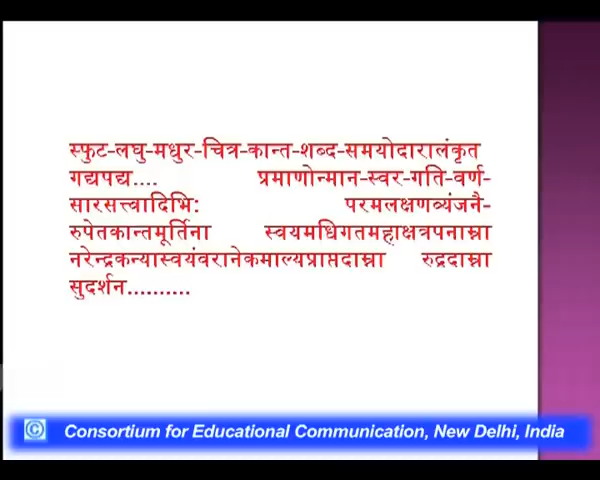 स्फुट-लघु-मधुर-चित्र-कान्त-शब्द-समयोदारालंकृत
गद्यपद्य.... प्रमाणोन्मान-स्वर-गति-वर्ण-
सारसत्त्वादिभि: परमलक्षणव्यंजनै-
रुपेतकान्तमूर्तिना स्वयमधिगतमहाक्षत्रपनाम्ना
नरेन्द्रकन्यास्वयंवरानेकमाल्यप्राप्तदाम्ना रुद्रदाम्ना
सुदर्शन..........
© Consortium for Educational Communication, New Delhi, India